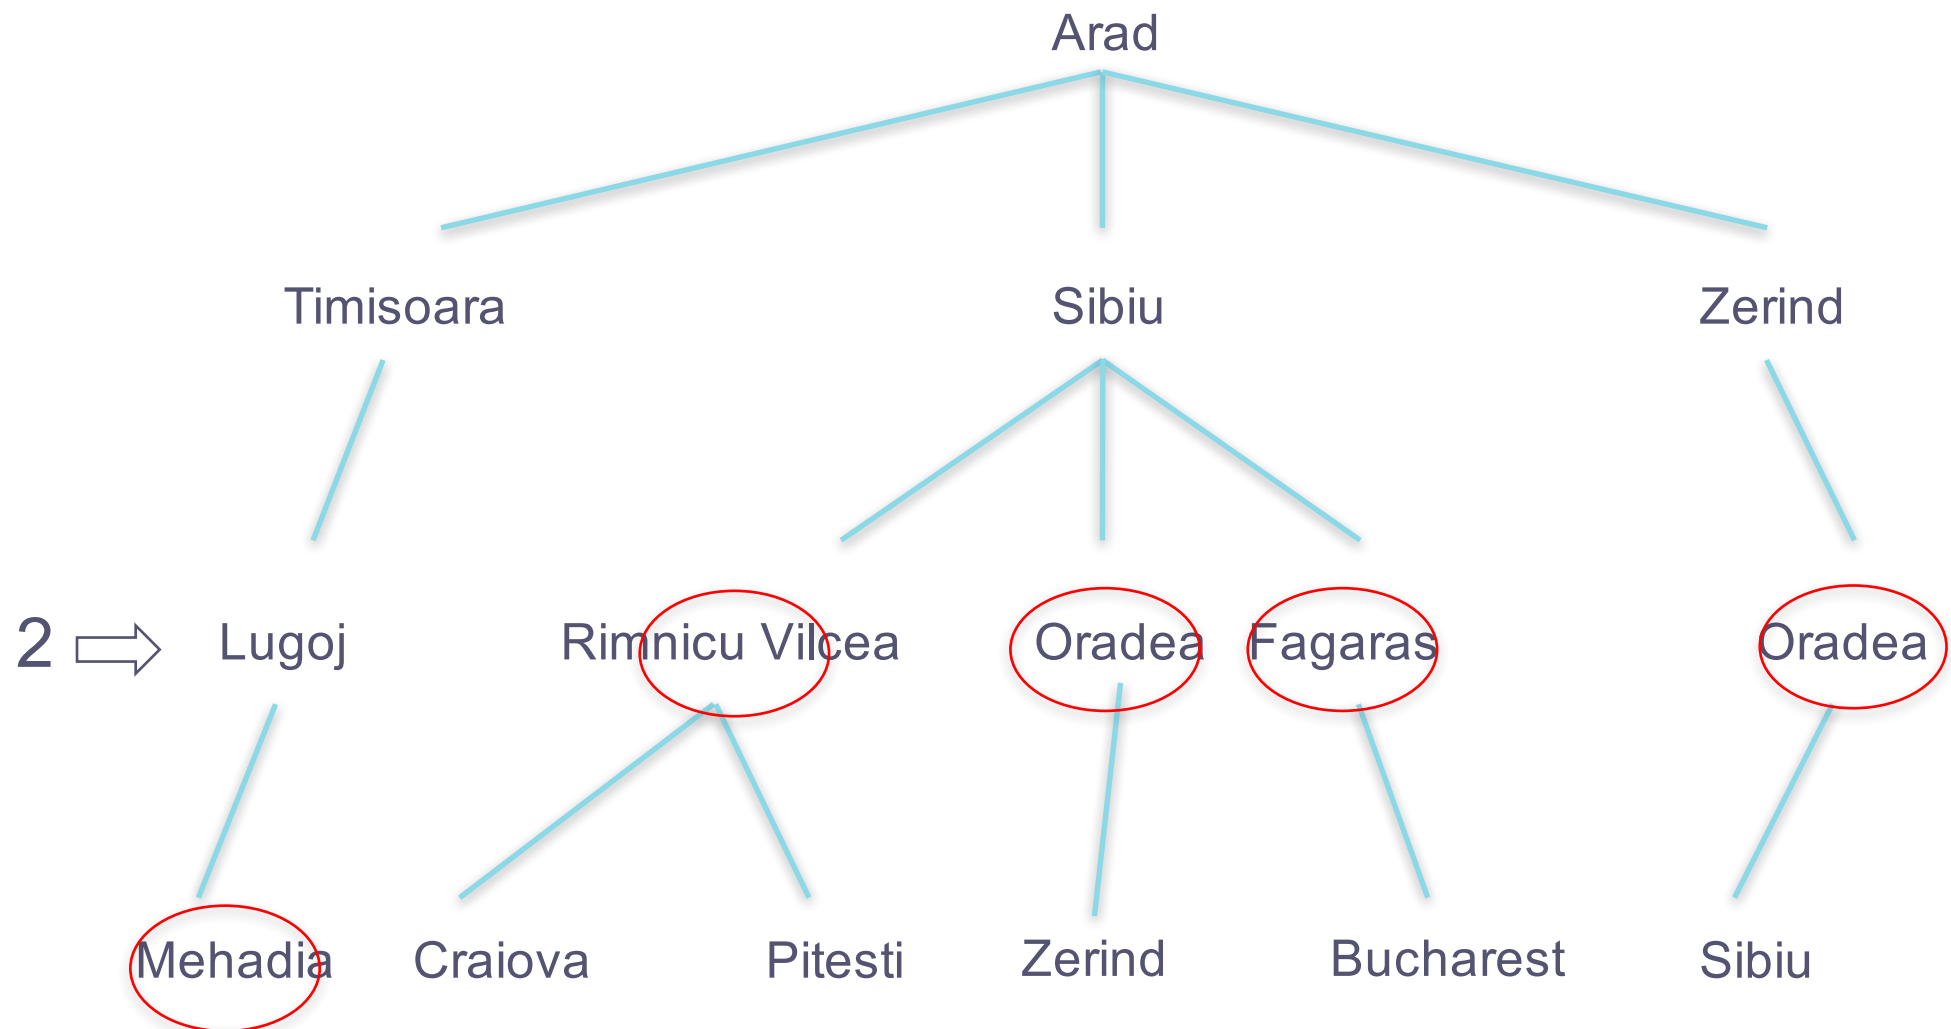 Arad
Timisoara Sibiu Zerind
2 Lugoj Rimnicu Vilcea Oradea Fagaras Oradea
Mehadia Craiova Pitesti Zerind Bucharest Sibiu